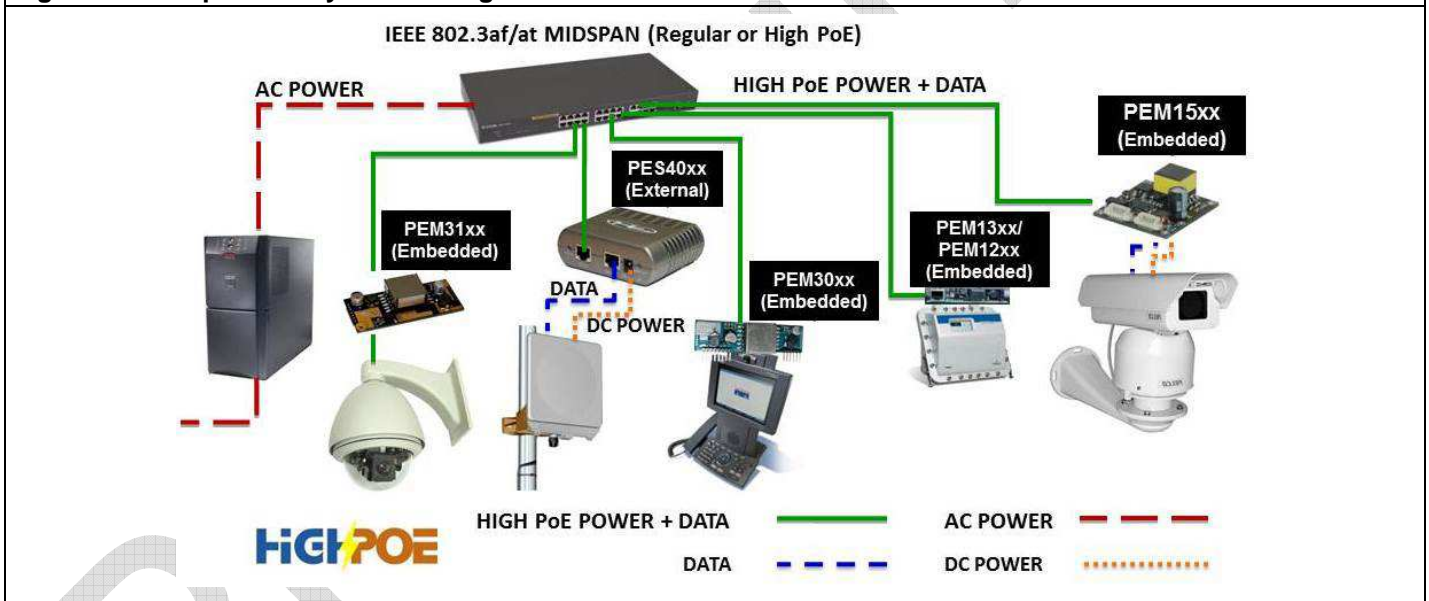 IEEE 802.3af/at MIDSPAN (Regular or High PoE)
AC POWER
HIGH PoE POWER + DATA
PEM15xx
(Embedded)
PES40xx
(External)
PEM31xx
(Embedded)
PEM13xx/
PEM12xx
(Embedded)
PEM30xx
(Embedded)
DATA
DC POWER
HIGH PoE POWER + DATA
AC POWER
HiGHPOE
DATA
DC POWER